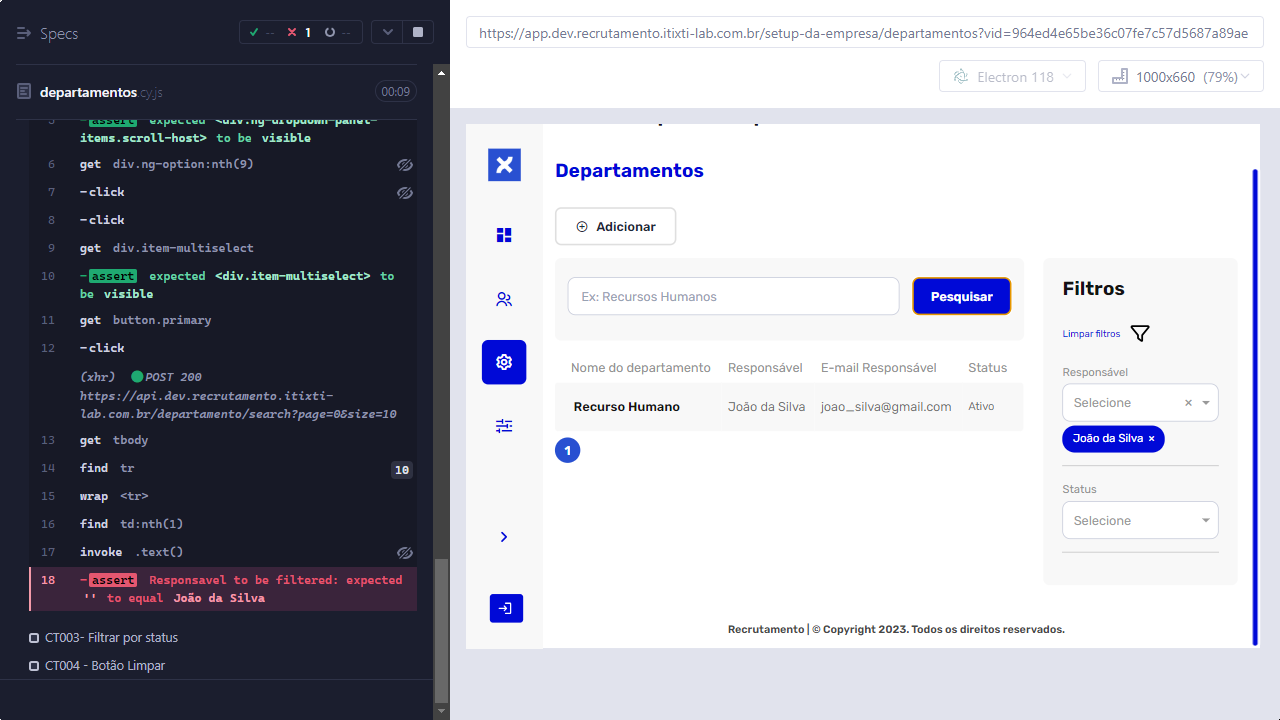 Specs
-- 1 --
departamentos cy.js
00:09
5 -assert expected <div.ng-dropdown-panel-
items.scroll-host> to be visible
6 get div.ng-option:nth(9)
7 -click
8 -click
9 get div.item-multiselect
10 -assert expected <div.item-multiselect> to
be visible
11 get button.primary
12 -click
(xhr) POST 200
https://api.dev.recrutamento.itixti-
lab.com.br/departamento/search?page=0&size=10
13 get tbody
14 find tr 10
15 wrap <tr>
16 find td:nth(1)
17 invoke .text()
18 -assert Responsavel to be filtered: expected
'' to equal João da Silva
CT003- Filtrar por status
CT004 - Botão Limpar
https://app.dev.recrutamento.itixti-lab.com.br/setup-da-empresa/departamentos?vid=964ed4e65be36c07fe7c57d5687a89ae
Electron 118
1000x660 (79%)
Departamentos
Adicionar
Ex: Recursos Humanos
Pesquisar
Nome do departamento Responsável E-mail Responsável Status
Recurso Humano João da Silva joao_silva@gmail.com Ativo
1
Filtros
Limpar filtros
Responsável
Selecione ×
João da Silva ×
Status
Selecione
Recrutamento | © Copyright 2023. Todos os direitos reservados.